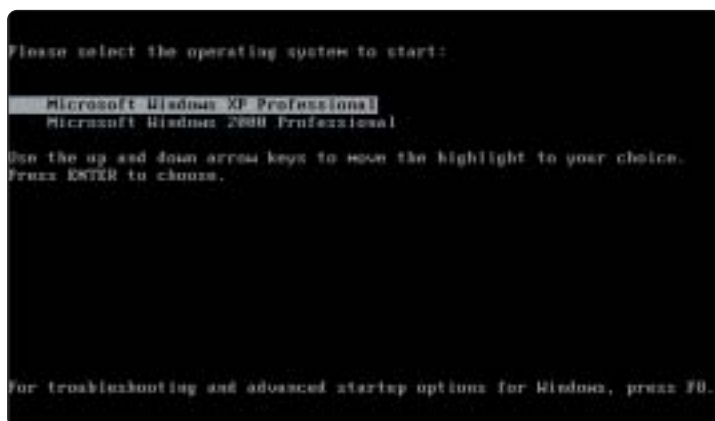 Please select the operating system to start:
Microsoft Windows XP Professional
Microsoft Windows 2000 Professional
Use the up and down arrow keys to move the highlight to your choice.
Press ENTER to choose.
For troubleshooting and advanced startup options for Windows, press F8.